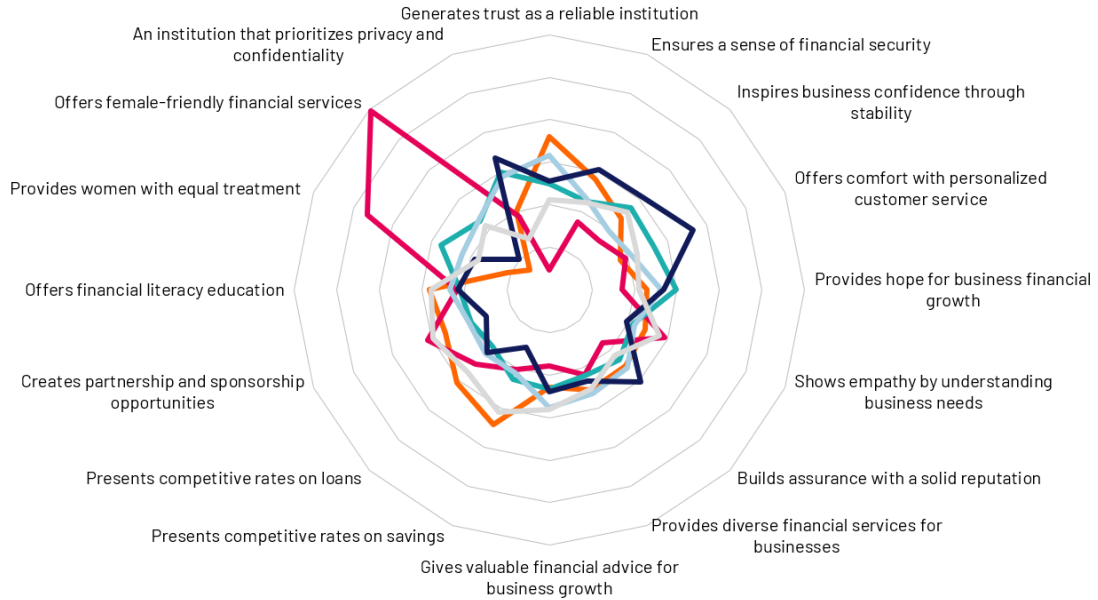 Generates trust as a reliable institution
Ensures a sense of financial security
Inspires business confidence through
stability
Offers comfort with personalized
customer service
Provides hope for business financial
growth
Shows empathy by understanding
business needs
Builds assurance with a solid reputation
Provides diverse financial services for
businesses
Gives valuable financial advice for
business growth
Presents competitive rates on savings
Presents competitive rates on loans
Creates partnership and sponsorship
opportunities
Offers financial literacy education
Provides women with equal treatment
Offers female-friendly financial services
An institution that prioritizes privacy and
confidentiality